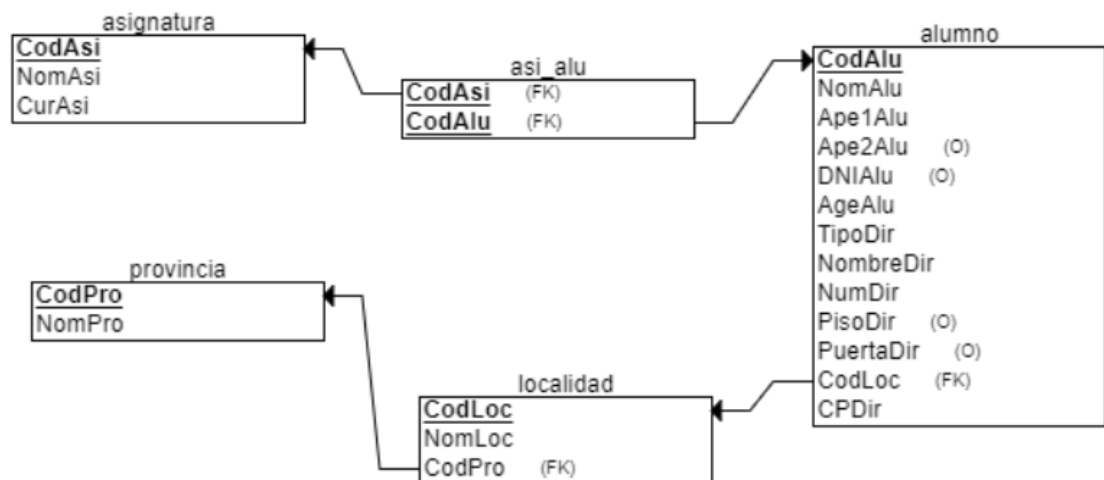 asignatura
CodAsi
NomAsi
CurAsi
asi_alu
CodAsi (FK)
CodAlu (FK)
alumno
CodAlu
NomAlu
Ape1Alu
Ape2Alu (O)
DNIAlu (O)
AgeAlu
TipoDir
NombreDir
NumDir
PisoDir (O)
PuertaDir (O)
CodLoc (FK)
CPDir
provincia
CodPro
NomPro
localidad
CodLoc
NomLoc
CodPro (FK)